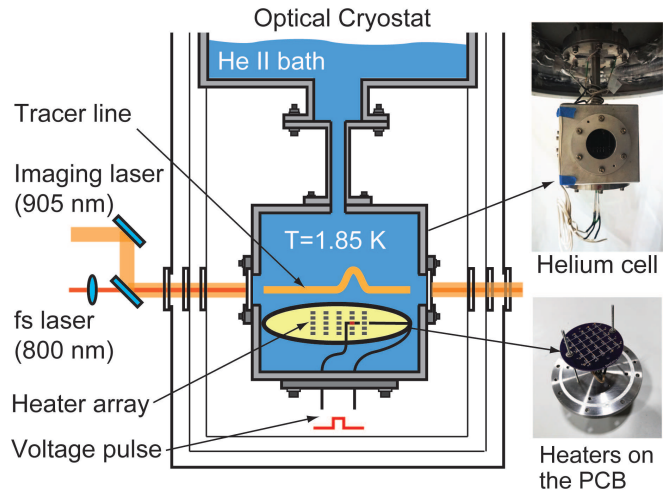 Optical Cryostat
He II bath
Tracer line
Imaging laser
(905 nm)
T=1.85 K
Helium cell
fs laser
(800 nm)
Heater array
Voltage pulse
Heaters on
the PCB